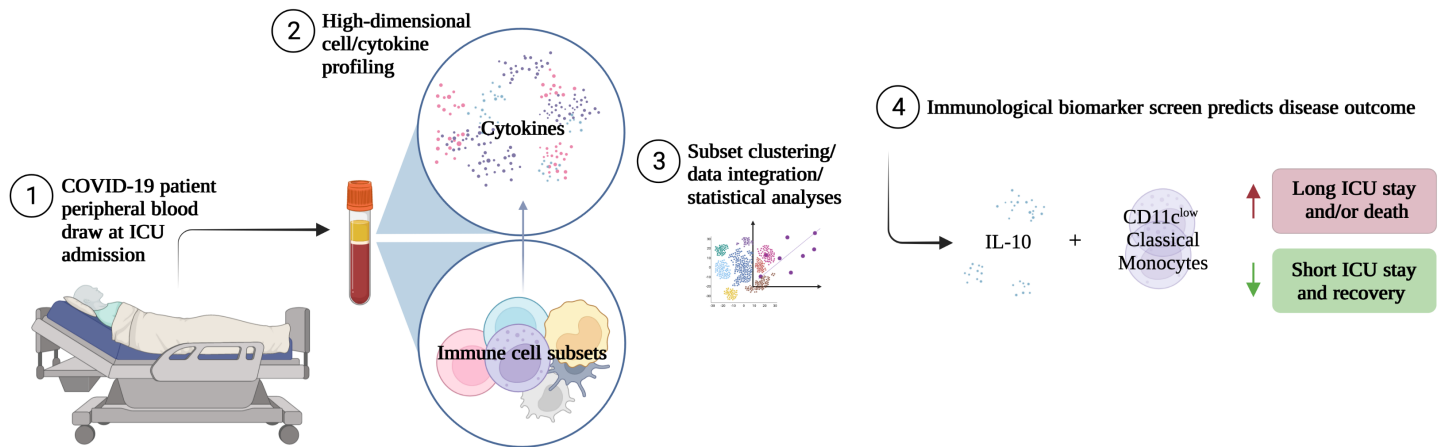 1
COVID-19 patient
peripheral blood
draw at ICU
admission
2
High-dimensional
cell/cytokine
profiling
Cytokines
Immune cell subsets
3
Subset clustering/
data integration/
statistical analyses
4
Immunological biomarker screen predicts disease outcome
IL-10
+
CD11c^low
Classical
Monocytes
Long ICU stay
and/or death
Short ICU stay
and recovery